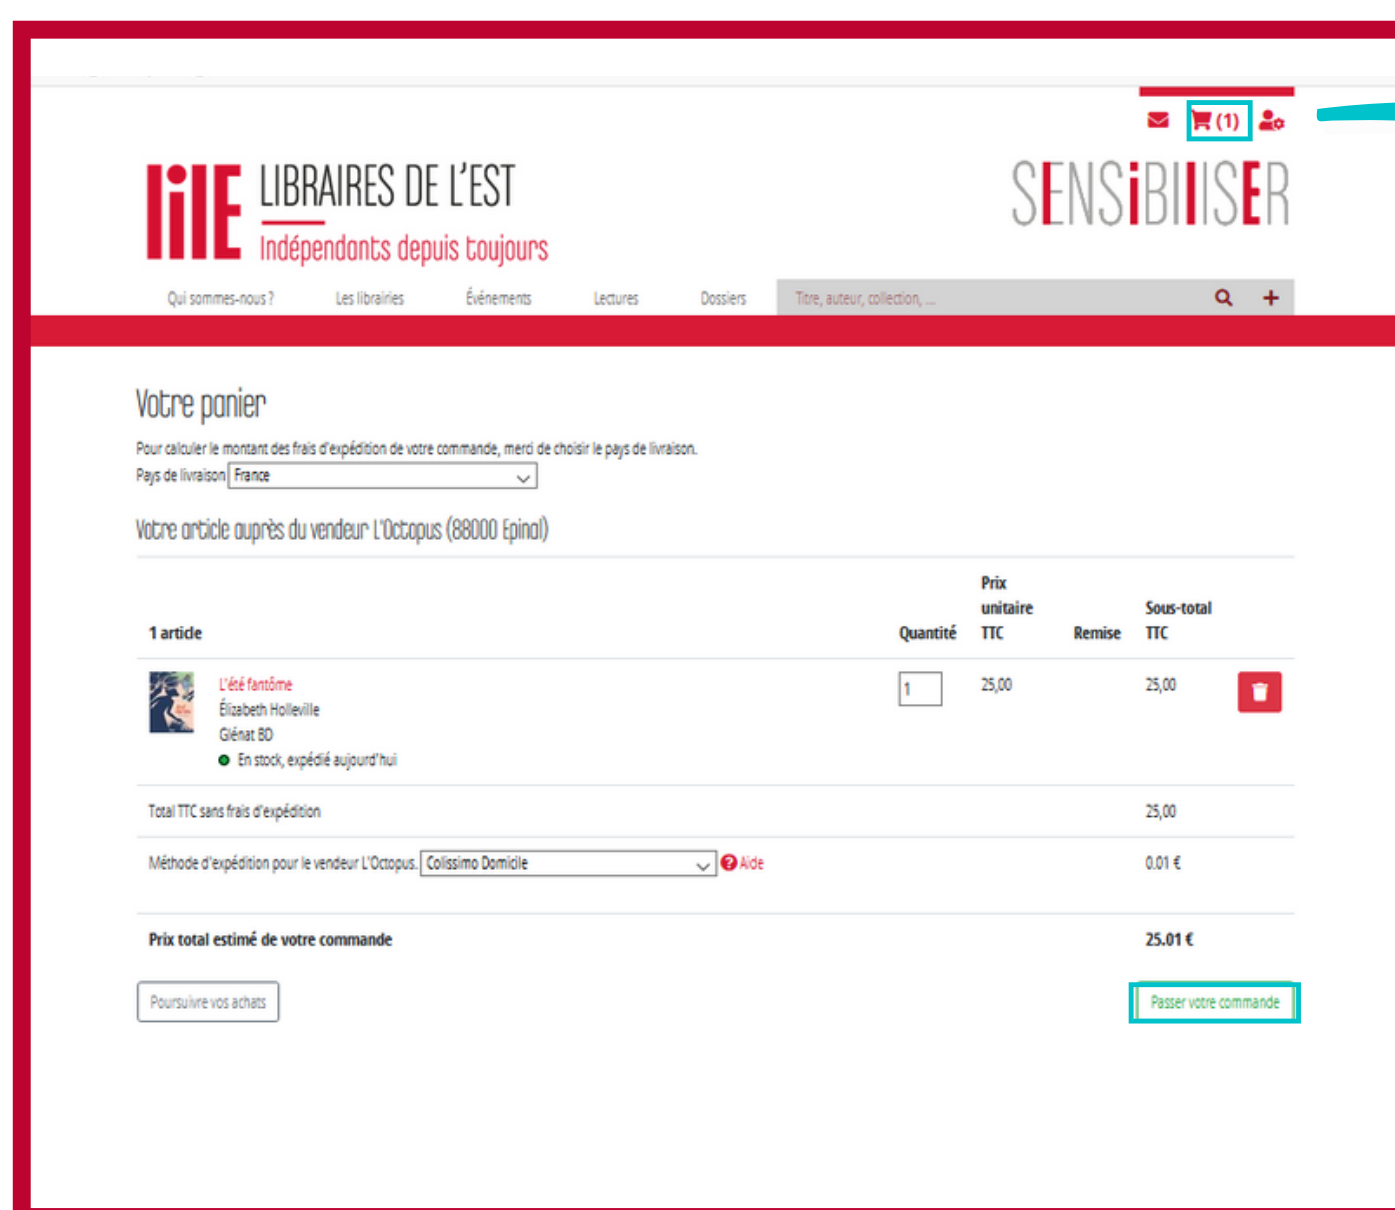 (1)
lilE LIBRAIRES DE L'EST
Indépendants depuis toujours
SENSiBIlISER
Qui sommes-nous ? Les librairies Événements Lectures Dossiers Titre, auteur, collection, ... +
Votre panier
Pour calculer le montant des frais d'expédition de votre commande, merci de choisir le pays de livraison.
Pays de livraison France
Votre article auprès du vendeur L'Octopus (88000 Epinal)
1 article Quantité Prix unitaire TTC Remise Sous-total TTC
L'été fantôme 1 25,00 25,00
Élizabeth Holleville
Glénat BD
En stock, expédié aujourd'hui
Total TTC sans frais d'expédition 25,00
Méthode d'expédition pour le vendeur L'Octopus. Colissimo Domicile Aide 0.01 €
Prix total estimé de votre commande 25.01 €
Poursuivre vos achats Passer votre commande